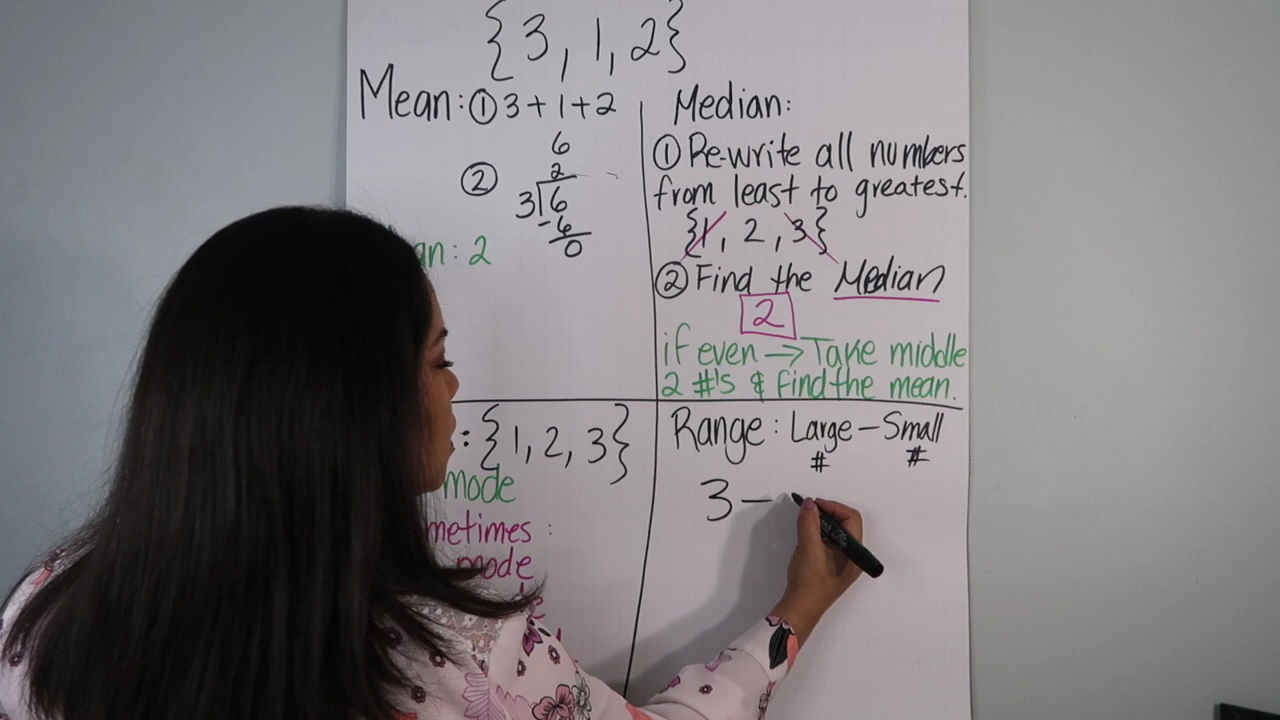 {3, 1, 2}
Mean: ① 3 + 1 + 2
6
②
2
3 6
-6
0
an: 2
Median:
① Re-write all numbers
from least to greatest.
{1, 2, 3}
② Find the Median
2
if even → Take middle
2 #'s & find the mean.
: {1, 2, 3}
mode
metimes :
mode
Range: Large - Small
# #
3 -